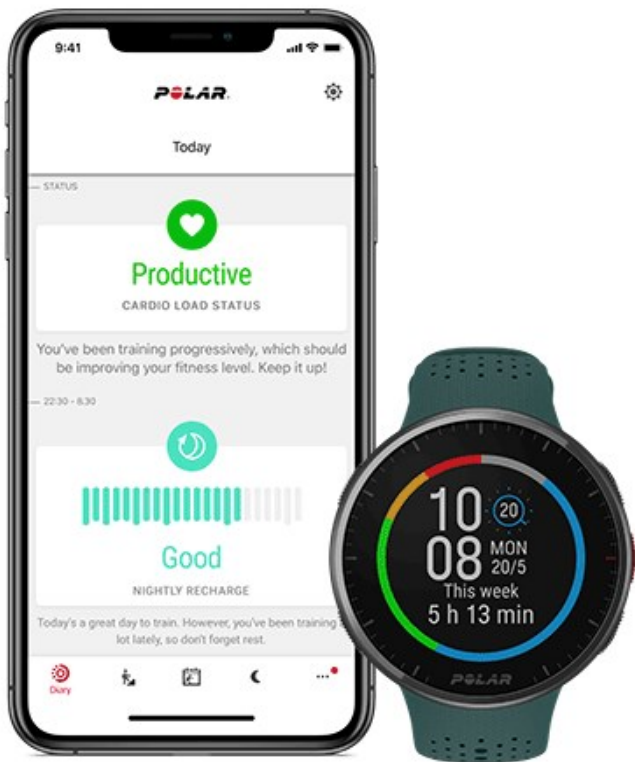 9:41
POLAR
Today
STATUS
Productive
CARDIO LOAD STATUS
You've been training progressively, which should
be improving your fitness level. Keep it up!
22:30 - 8.30
Good
NIGHTLY RECHARGE
Today's a great day to train. However, you've been training
lot lately, so don't forget rest.
Diary
10
20
08
MON
20/5
This week
5 h 13 min
POLAR